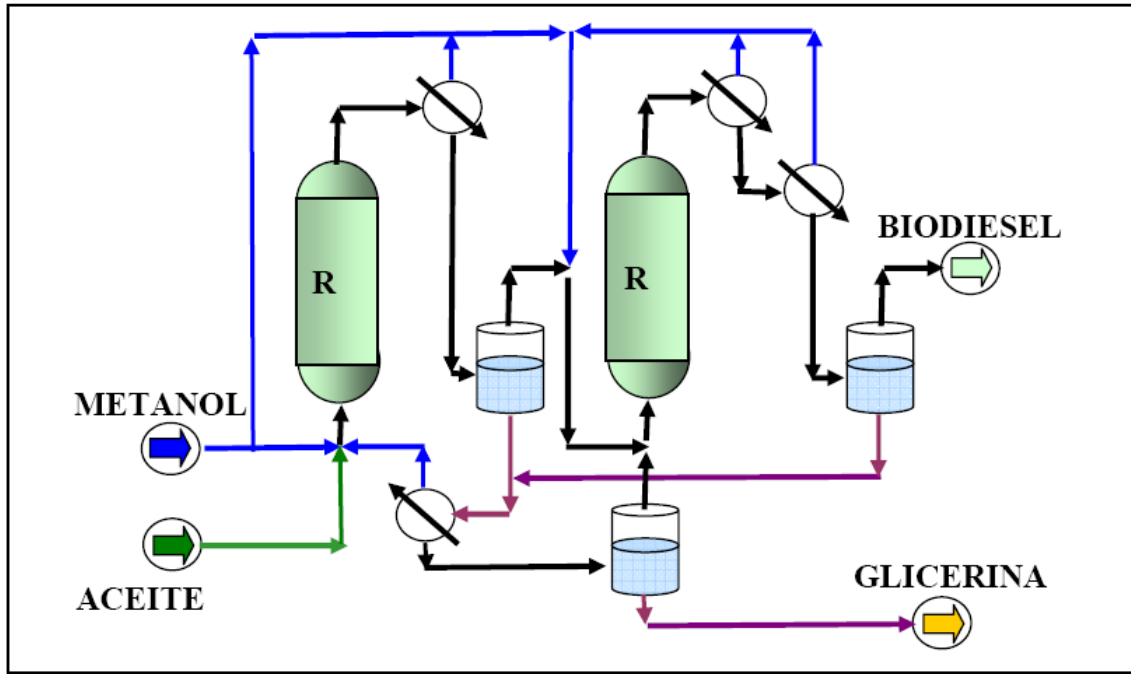 BIODIESEL
R
R
METANOL
ACEITE
GLICERINA